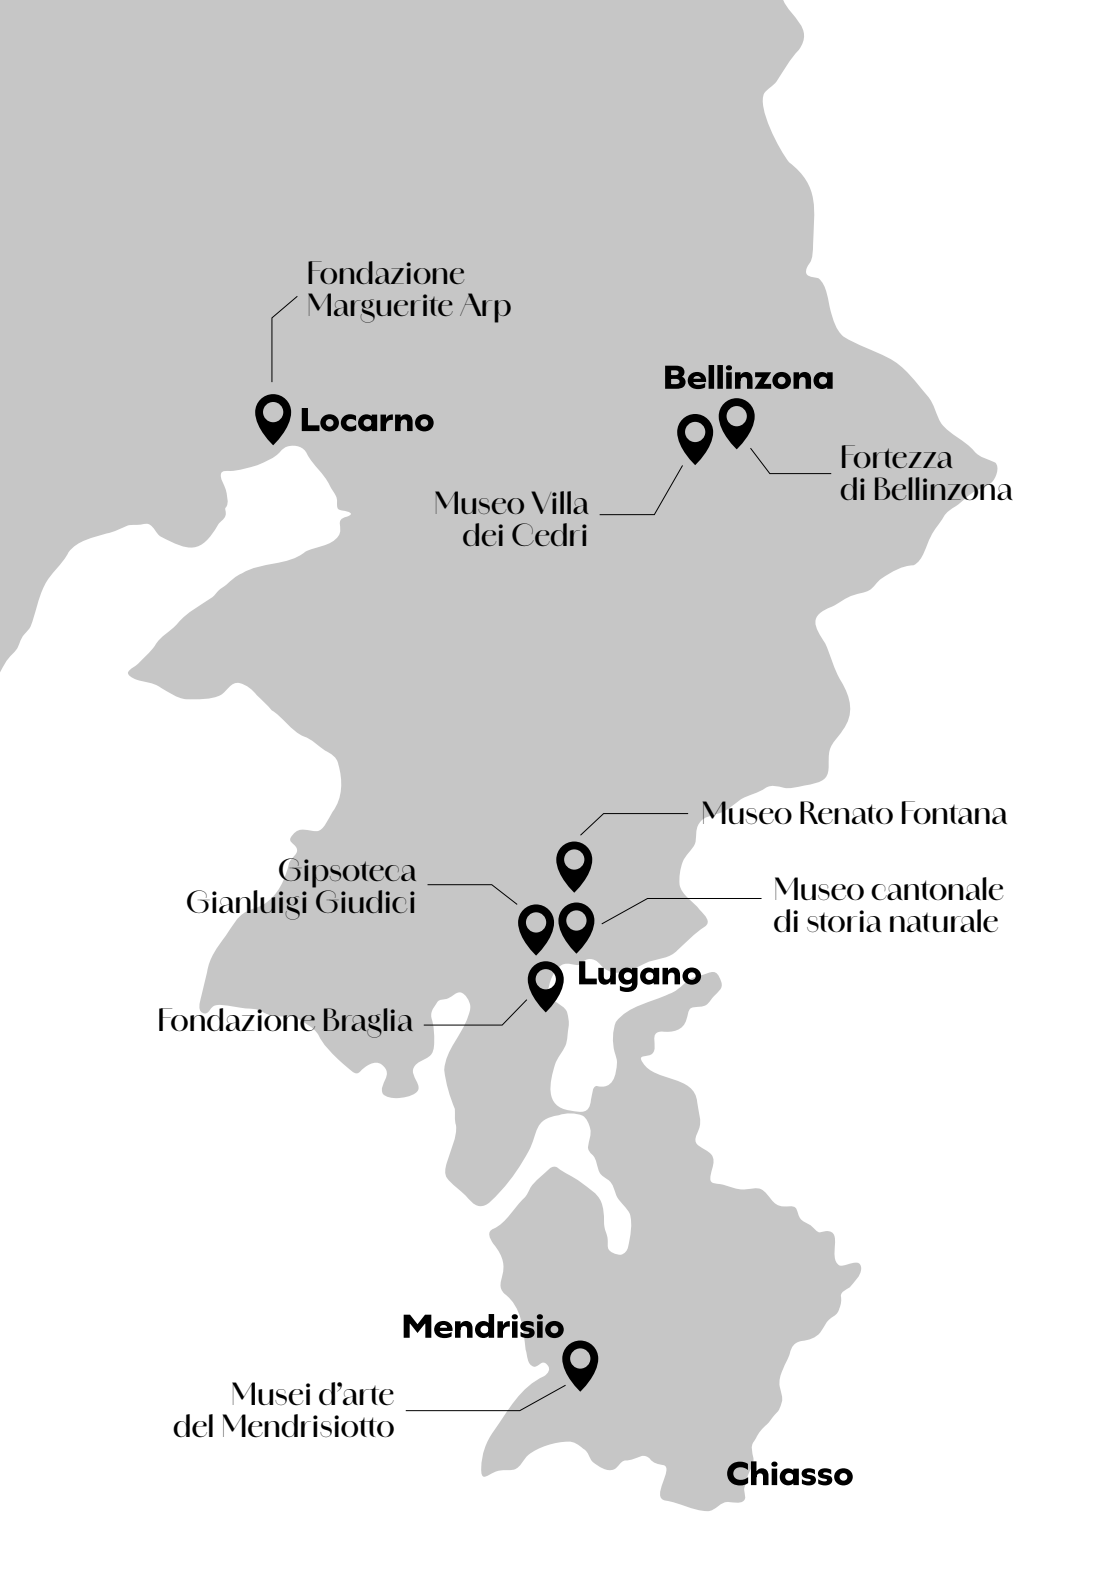 Fondazione
Marguerite Arp
Locarno
Bellinzona
Fortezza
di Bellinzona
Museo Villa
dei Cedri
Museo Renato Fontana
Gipsoteca
Gianluigi Giudici
Museo cantonale
di storia naturale
Lugano
Fondazione Braglia
Mendrisio
Musei d’arte
del Mendrisiotto
Chiasso